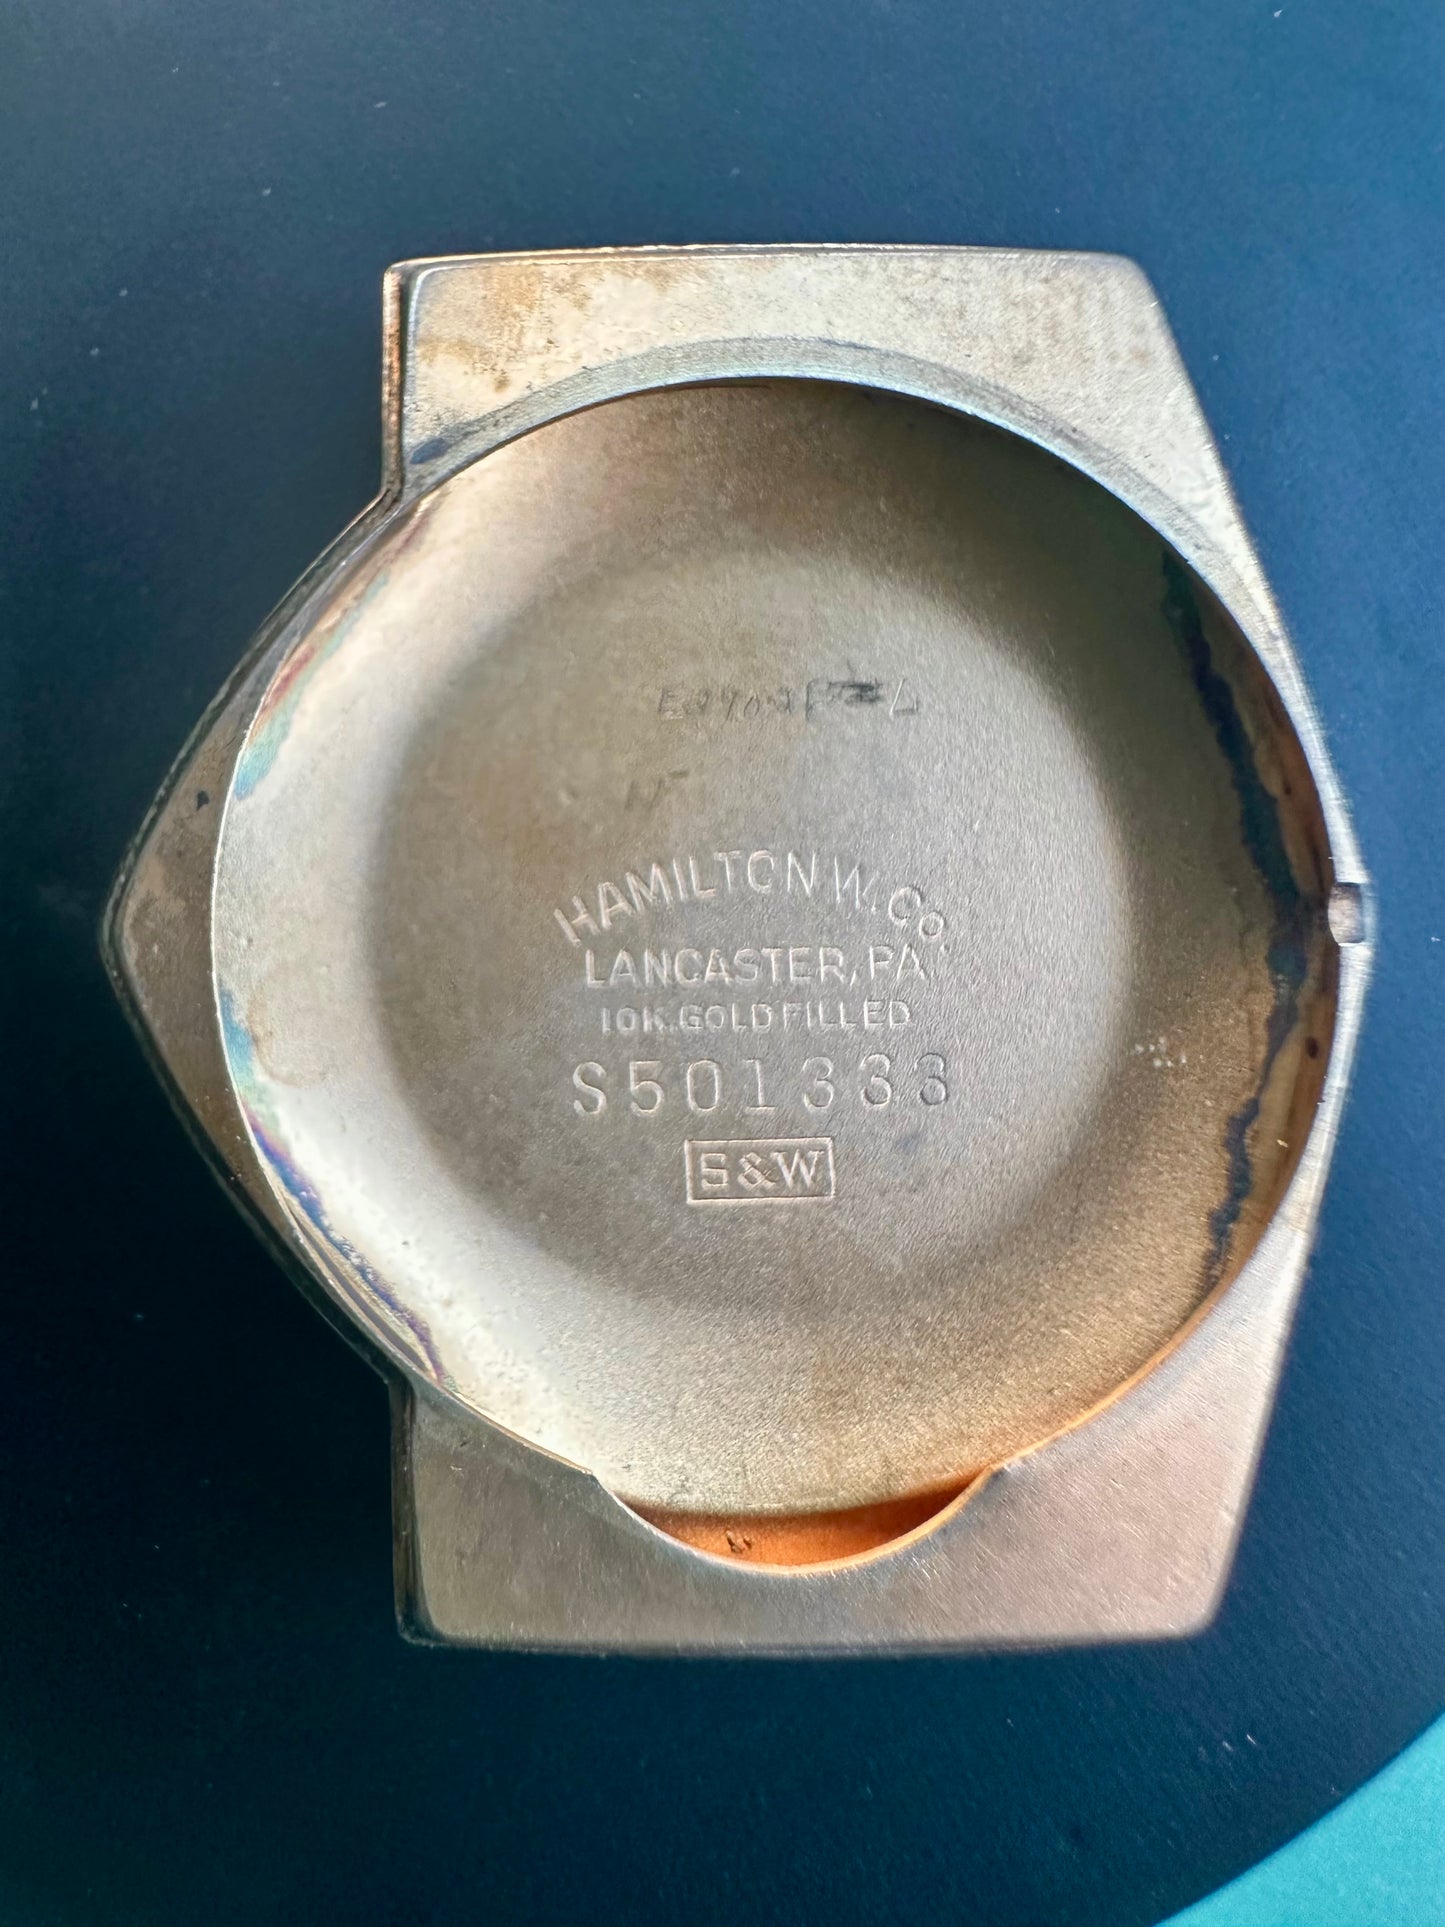 HAMILTON W. Co.
LANCASTER, PA
10K. GOLD FILLED
S501333
S&W